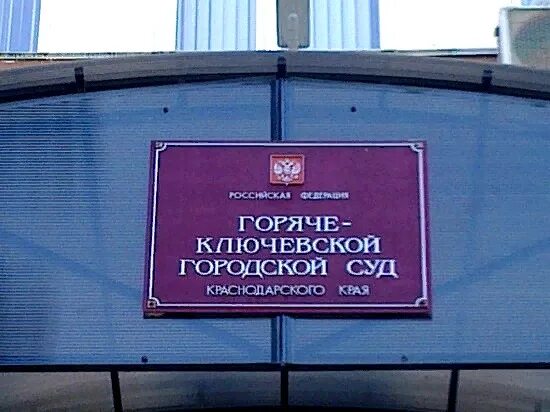 РОССИЙСКАЯ ФЕДЕРАЦИЯ
ГОРЯЧЕ-
КЛЮЧЕВСКОЙ
ГОРОДСКОЙ СУД
КРАСНОДАРСКОГО КРАЯ